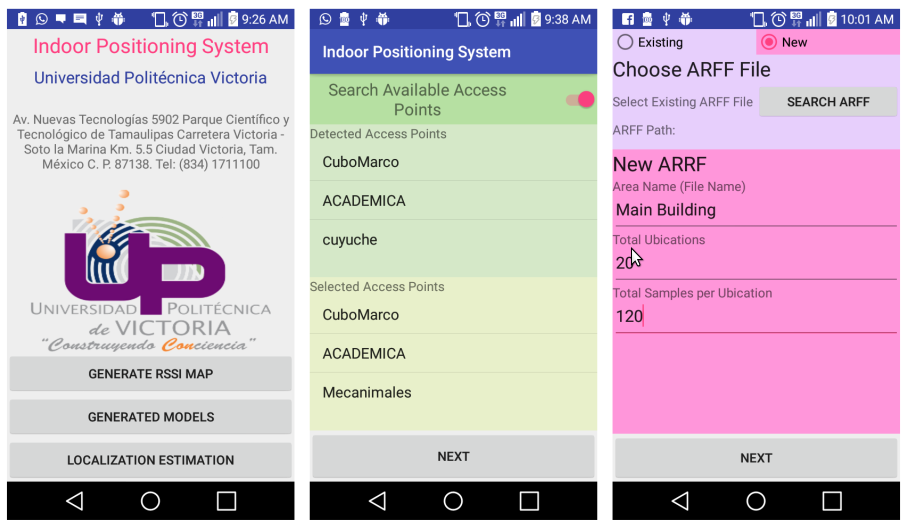 9:26 AM
Indoor Positioning System
Universidad Politécnica Victoria
Av. Nuevas Tecnologías 5902 Parque Científico y
Tecnológico de Tamaulipas Carretera Victoria -
Soto la Marina Km. 5.5 Ciudad Victoria, Tam.
México C. P. 87138. Tel: (834) 1711100
UP
UNIVERSIDAD POLITÉCNICA
de VICTORIA
"Construyendo Conciencia"
GENERATE RSSI MAP
GENERATED MODELS
LOCALIZATION ESTIMATION
3G 9:38 AM
Indoor Positioning System
Search Available Access
Points
Detected Access Points
CuboMarco
ACADEMICA
cuyuche
Selected Access Points
CuboMarco
ACADEMICA
Mecanimales
NEXT
3G 10:01 AM
Existing
New
Choose ARFF File
Select Existing ARFF File
SEARCH ARFF
ARFF Path:
New ARRF
Area Name (File Name)
Main Building
Total Ubications
20
Total Samples per Ubication
120
NEXT